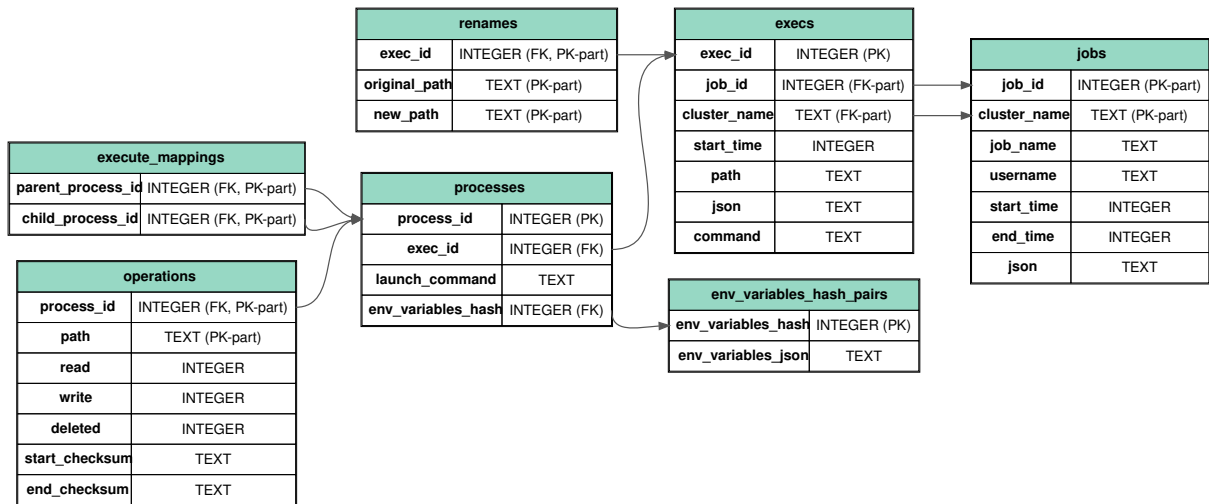 renames
exec_id INTEGER (FK, PK-part)
original_path TEXT (PK-part)
new_path TEXT (PK-part)
execs
exec_id INTEGER (PK)
job_id INTEGER (FK-part)
cluster_name TEXT (FK-part)
start_time INTEGER
path TEXT
json TEXT
command TEXT
jobs
job_id INTEGER (PK-part)
cluster_name TEXT (PK-part)
job_name TEXT
username TEXT
start_time INTEGER
end_time INTEGER
json TEXT
execute_mappings
parent_process_id INTEGER (FK, PK-part)
child_process_id INTEGER (FK, PK-part)
processes
process_id INTEGER (PK)
exec_id INTEGER (FK)
launch_command TEXT
env_variables_hash INTEGER (FK)
operations
process_id INTEGER (FK, PK-part)
path TEXT (PK-part)
read INTEGER
write INTEGER
deleted INTEGER
start_checksum TEXT
end_checksum TEXT
env_variables_hash_pairs
env_variables_hash INTEGER (PK)
env_variables_json TEXT